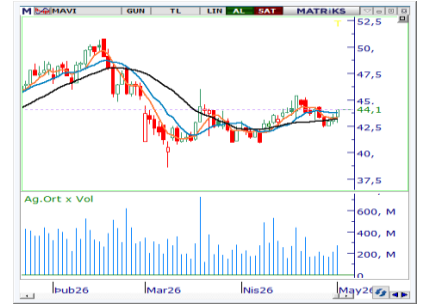 M MAVI GUN TL LIN AL SAT MATRiKS
T
52,5
50,
47,5
45,
44,1
42,5
40,
37,5
Ag.Ort x Vol
600, M
400, M
200, M
0
Þub26 Mar26 Nis26 May26